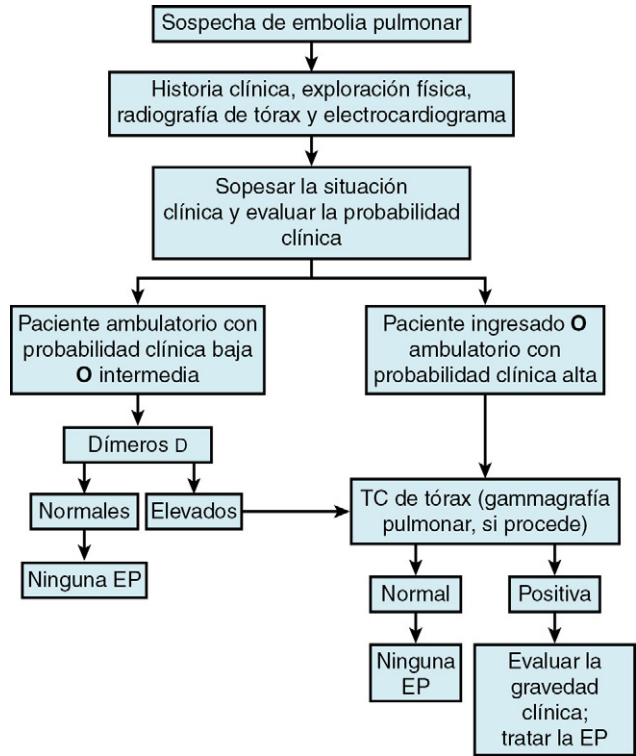 Sospecha de embolia pulmonar
Historia clínica, exploración física,
radiografía de tórax y electrocardiograma
Sopesar la situación
clínica y evaluar la probabilidad
clínica
Paciente ambulatorio con
probabilidad clínica baja
O intermedia
Paciente ingresado O
ambulatorio con
probabilidad clínica alta
Dímeros D
Normales
Elevados
TC de tórax (gammagrafía
pulmonar, si procede)
Ninguna EP
Normal
Positiva
Ninguna
EP
Evaluar la
gravedad
clínica;
tratar la EP